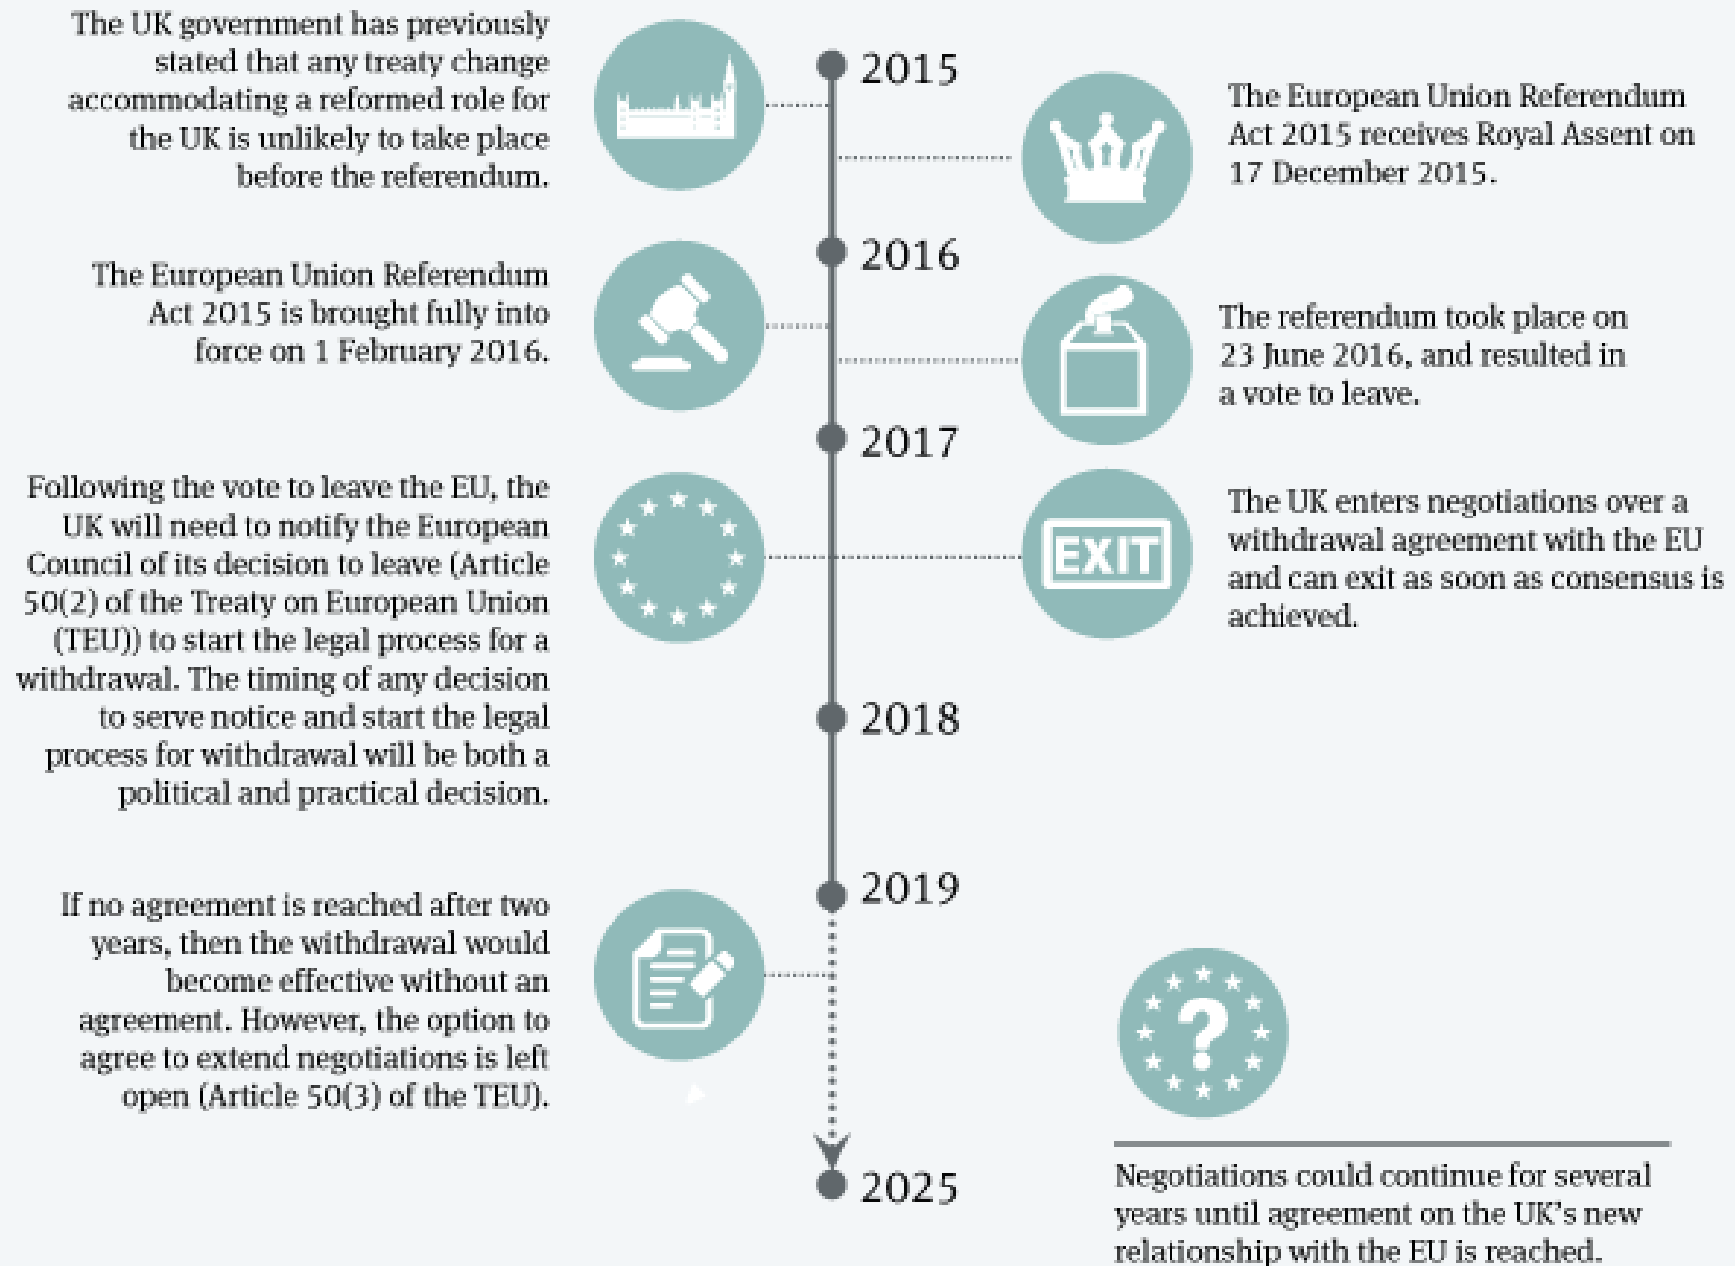 The UK government has previously
stated that any treaty change
accommodating a reformed role for
the UK is unlikely to take place
before the referendum.
2015
The European Union Referendum
Act 2015 receives Royal Assent on
17 December 2015.
2016
The European Union Referendum
Act 2015 is brought fully into
force on 1 February 2016.
The referendum took place on
23 June 2016, and resulted in
a vote to leave.
2017
Following the vote to leave the EU, the
UK will need to notify the European
Council of its decision to leave (Article
50(2) of the Treaty on European Union
(TEU)) to start the legal process for a
withdrawal. The timing of any decision
to serve notice and start the legal
process for withdrawal will be both a
political and practical decision.
EXIT
The UK enters negotiations over a
withdrawal agreement with the EU
and can exit as soon as consensus is
achieved.
2018
2019
If no agreement is reached after two
years, then the withdrawal would
become effective without an
agreement. However, the option to
agree to extend negotiations is left
open (Article 50(3) of the TEU).
?
2025
Negotiations could continue for several
years until agreement on the UK's new
relationship with the EU is reached.